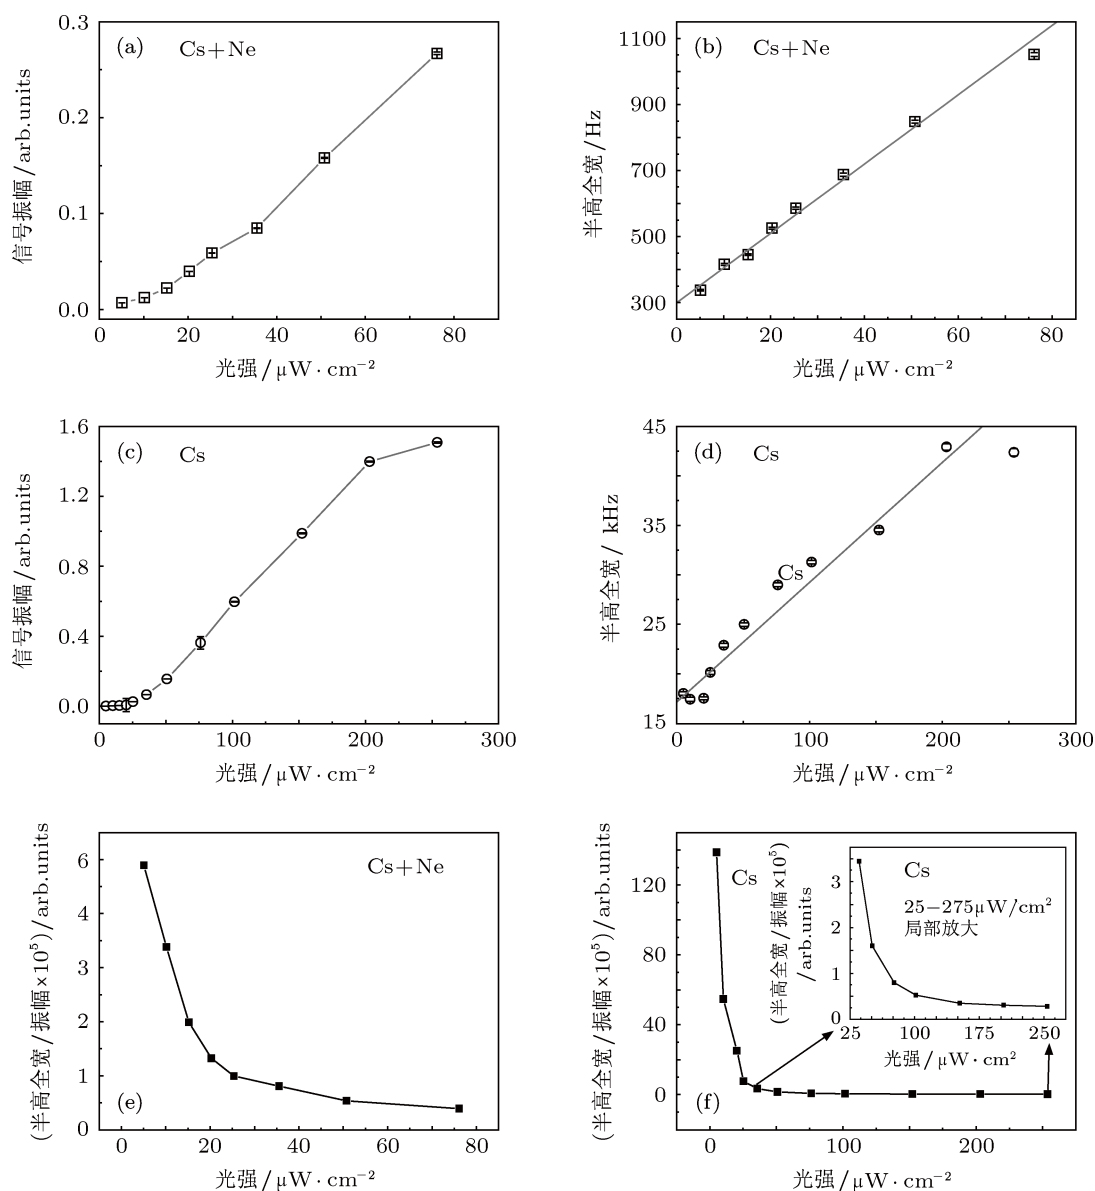 (a)
Cs+Ne
0.3
0.2
0.1
0.0
信号振幅/arb.units
0 20 40 60 80
光强/μW·cm⁻²
(b)
Cs+Ne
1100
900
700
500
300
半高全宽/Hz
0 20 40 60 80
光强/μW·cm⁻²
(c)
Cs
1.6
1.2
0.8
0.4
0.0
信号振幅/arb.units
0 100 200 300
光强/μW·cm⁻²
(d)
Cs
Cs
45
35
25
15
半高全宽/ kHz
0 100 200 300
光强/μW·cm⁻²
(e)
Cs+Ne
6
4
3
2
1
0
(半高全宽/振幅×10⁵)/arb.units
0 20 40 60 80
光强/μW·cm⁻²
(f)
Cs
120
80
40
0
(半高全宽/振幅×10⁵)/arb.units
0 100 200
光强/μW·cm⁻²
Cs
25−275μW/cm²
局部放大
3
2
1
0
(半高全宽/振幅×10⁵)
/arb.units
25 100 175 250
光强/μW·cm²